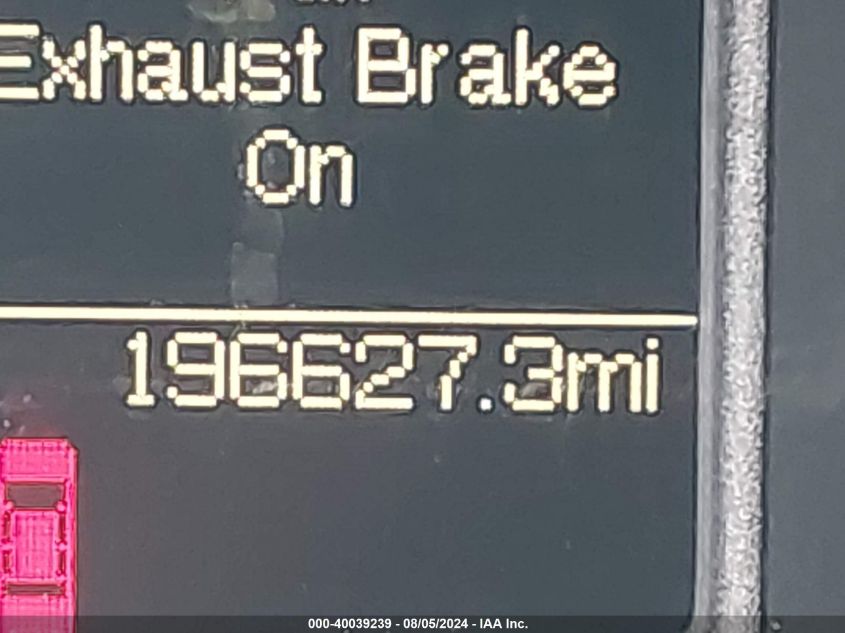 Exhaust Brake
On
196627.3mi
000-40039239 - 08/05/2024 - IAA Inc.